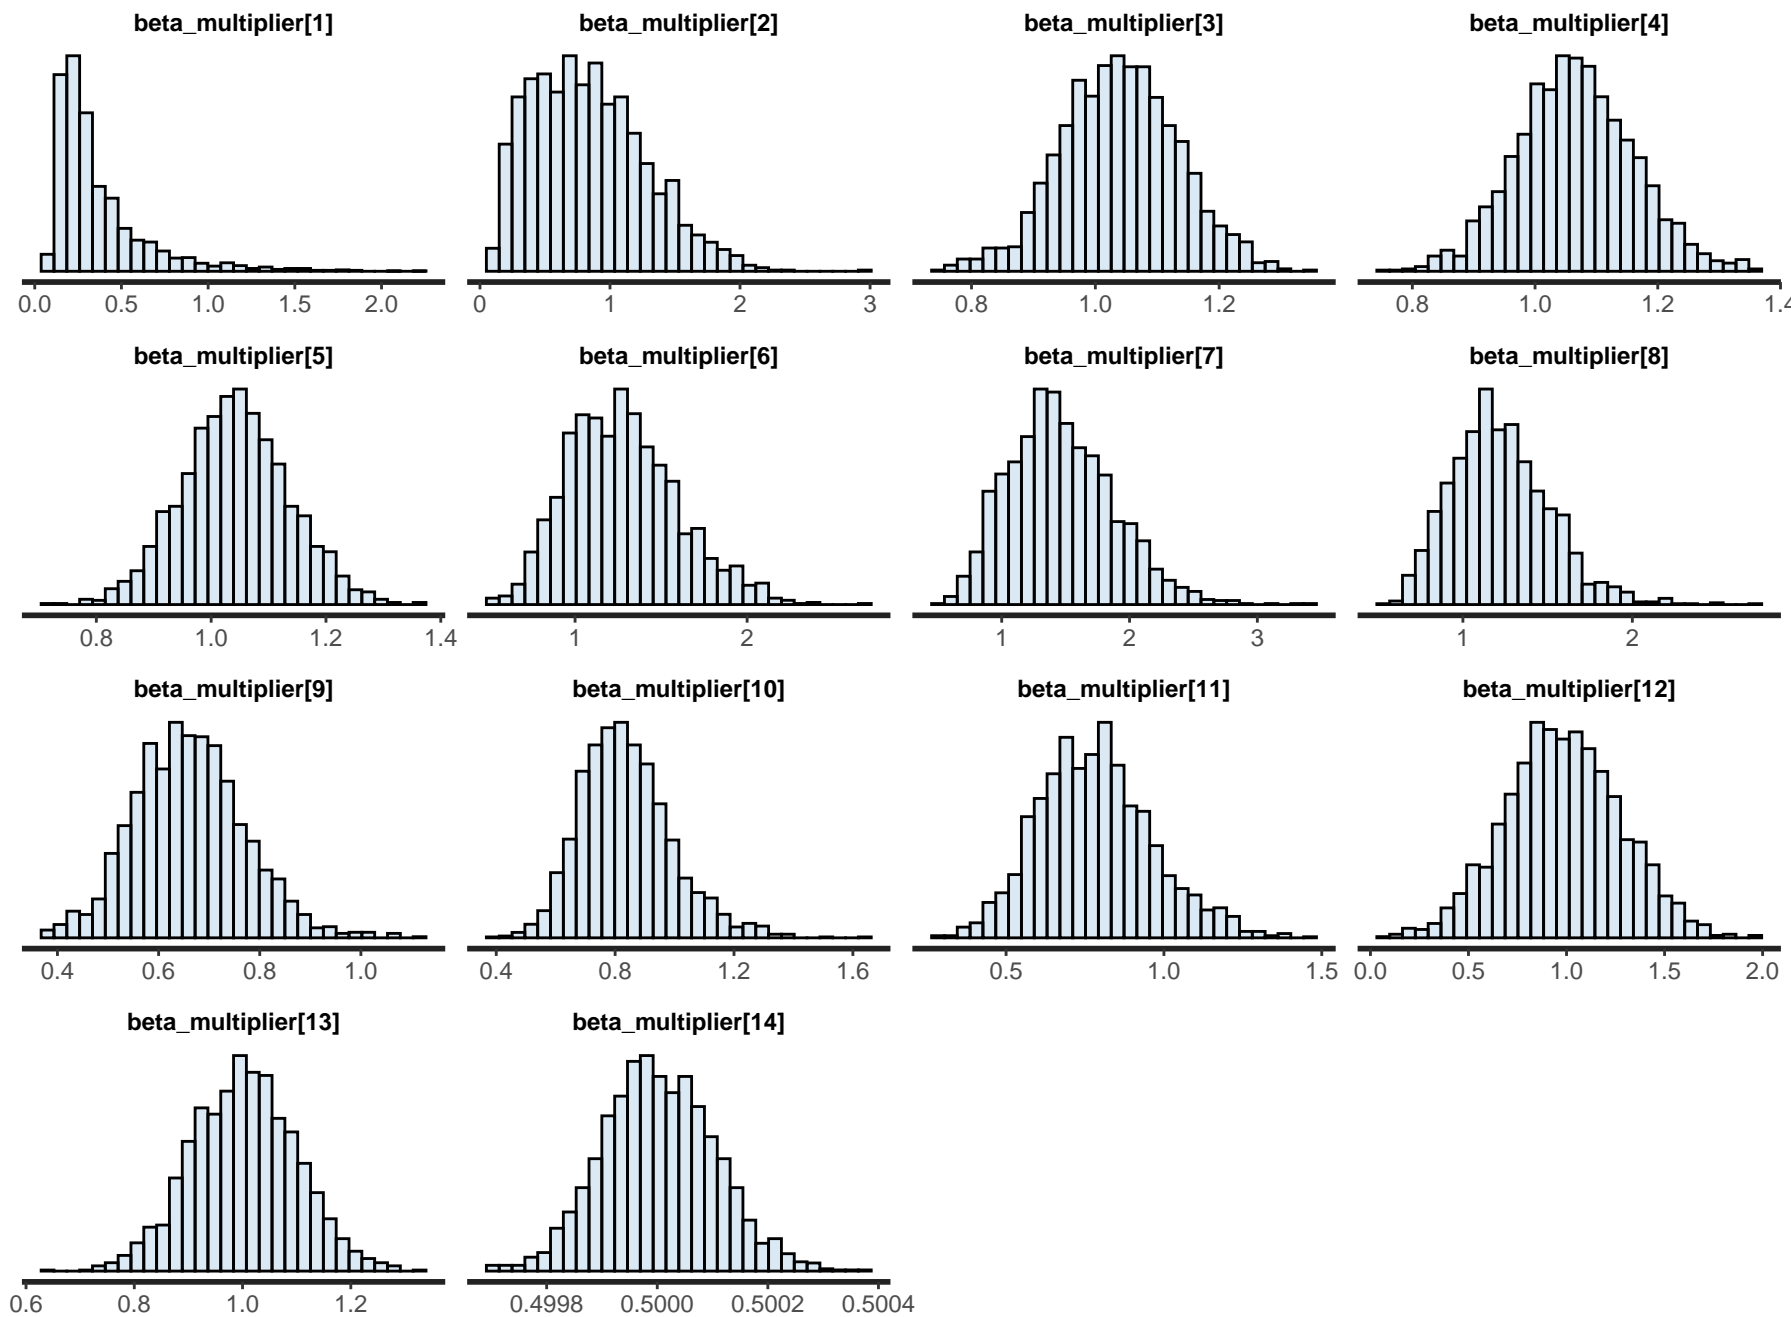 beta_multiplier[1] beta_multiplier[2] beta_multiplier[3] beta_multiplier[4]
0.0 0.5 1.0 1.5 2.0 0 1 2 3 0.8 1.0 1.2 0.8 1.0 1.2 1.4
beta_multiplier[5] beta_multiplier[6] beta_multiplier[7] beta_multiplier[8]
0.8 1.0 1.2 1.4 1 2 1 2 3 1 2
beta_multiplier[9] beta_multiplier[10] beta_multiplier[11] beta_multiplier[12]
0.4 0.6 0.8 1.0 0.4 0.8 1.2 1.6 0.5 1.0 1.5 0.0 0.5 1.0 1.5 2.0
beta_multiplier[13] beta_multiplier[14]
0.6 0.8 1.0 1.2 0.4998 0.5000 0.5002 0.5004